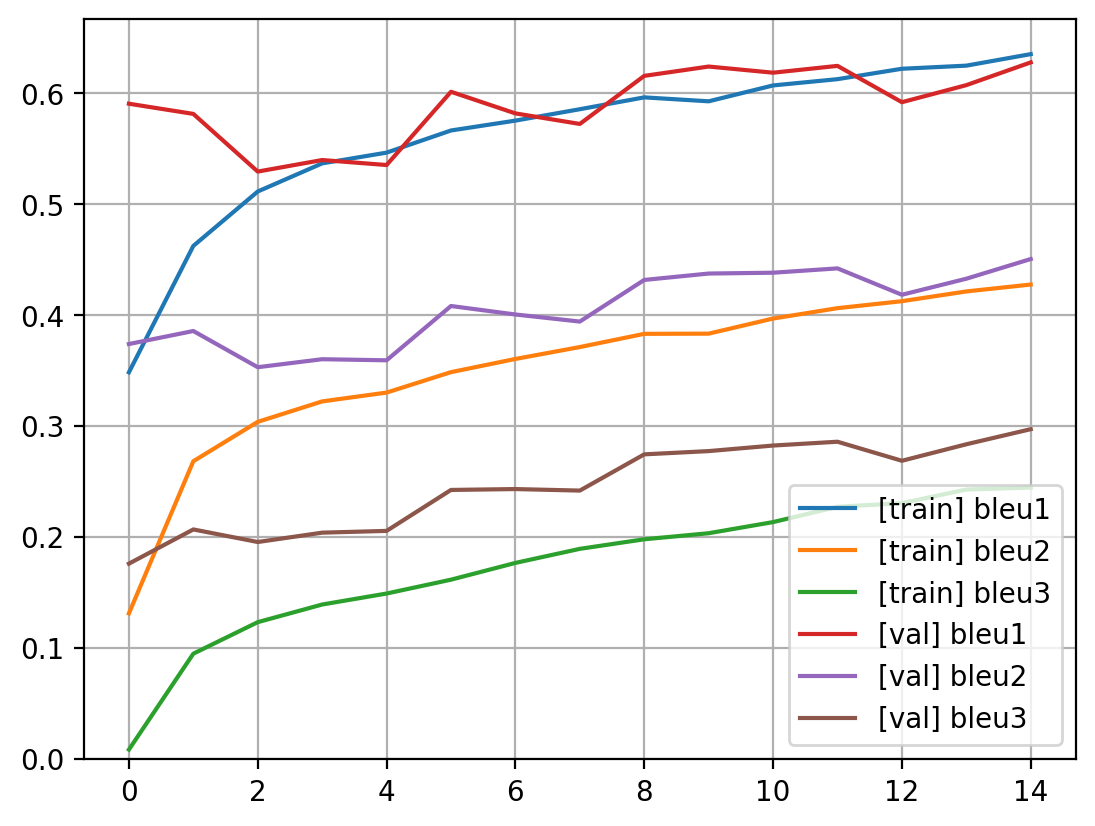 0.6
0.5
0.4
0.3
0.2
0.1
0.0
0 2 4 6 8 10 12 14
[train] bleu1
[train] bleu2
[train] bleu3
[val] bleu1
[val] bleu2
[val] bleu3